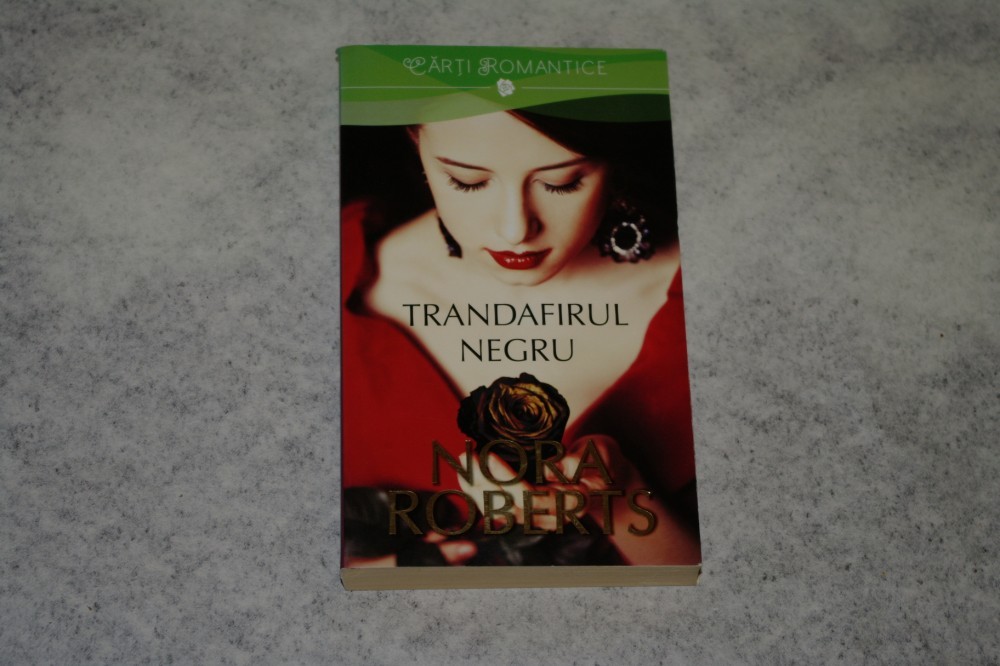 CĂRȚI ROMANTICE
TRANDAFIRUL
NEGRU
NORA
ROBERTS